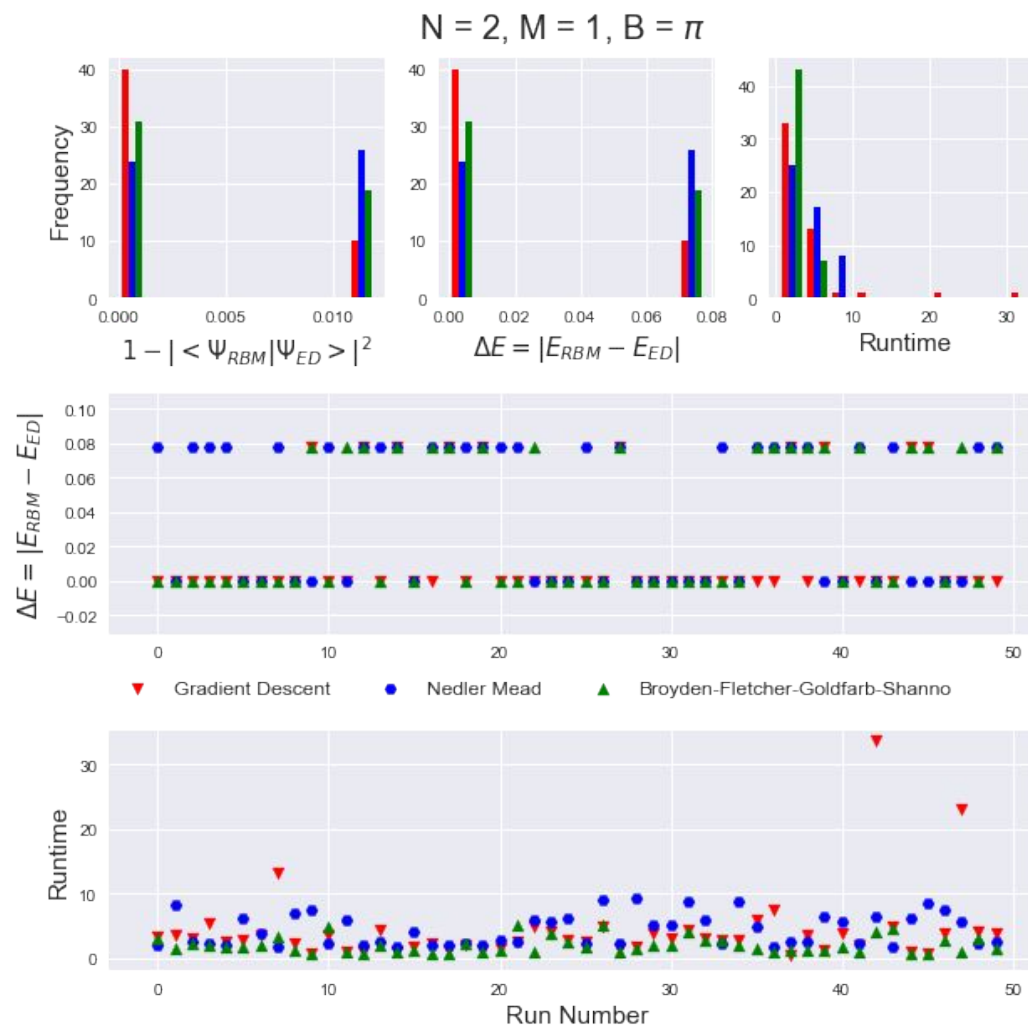 N = 2, M = 1, B = π
Frequency
40
30
20
10
0
0.000 0.005 0.010
1 − | < Ψ_RBM|Ψ_ED > |²
40
30
20
10
0
0.00 0.02 0.04 0.06 0.08
ΔE = |E_RBM − E_ED|
40
30
20
10
0
0 10 20 30
Runtime
ΔE = |E_RBM − E_ED|
0.10
0.08
0.06
0.04
0.02
0.00
−0.02
0 10 20 30 40 50
Gradient Descent Nedler Mead Broyden-Fletcher-Goldfarb-Shanno
Runtime
30
20
10
0
0 10 20 30 40 50
Run Number